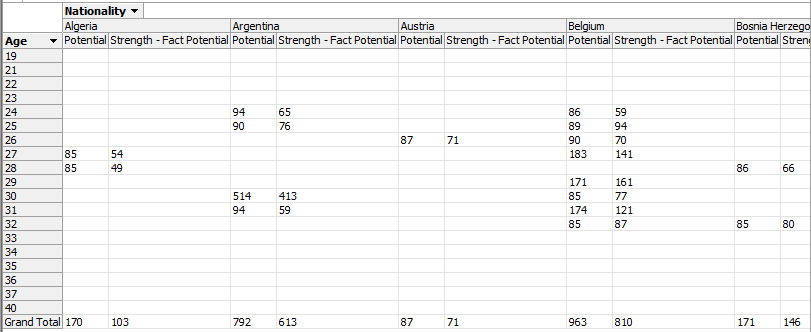 Nationality
Algeria Argentina Austria Belgium Bosnia Herzego
Age Potential Strength - Fact Potential Potential Strength - Fact Potential Potential Strength - Fact Potential Potential Strength - Fact Potential Potential Streng
19
21
22
23
24 94 65 86 59
25 90 76 89 94
26 87 71 90 70
27 85 54 183 141
28 85 49 86 66
29 171 161
30 514 413 85 77
31 94 59 174 121
32 85 87 85 80
33
34
35
36
37
40
Grand Total 170 103 792 613 87 71 963 810 171 146